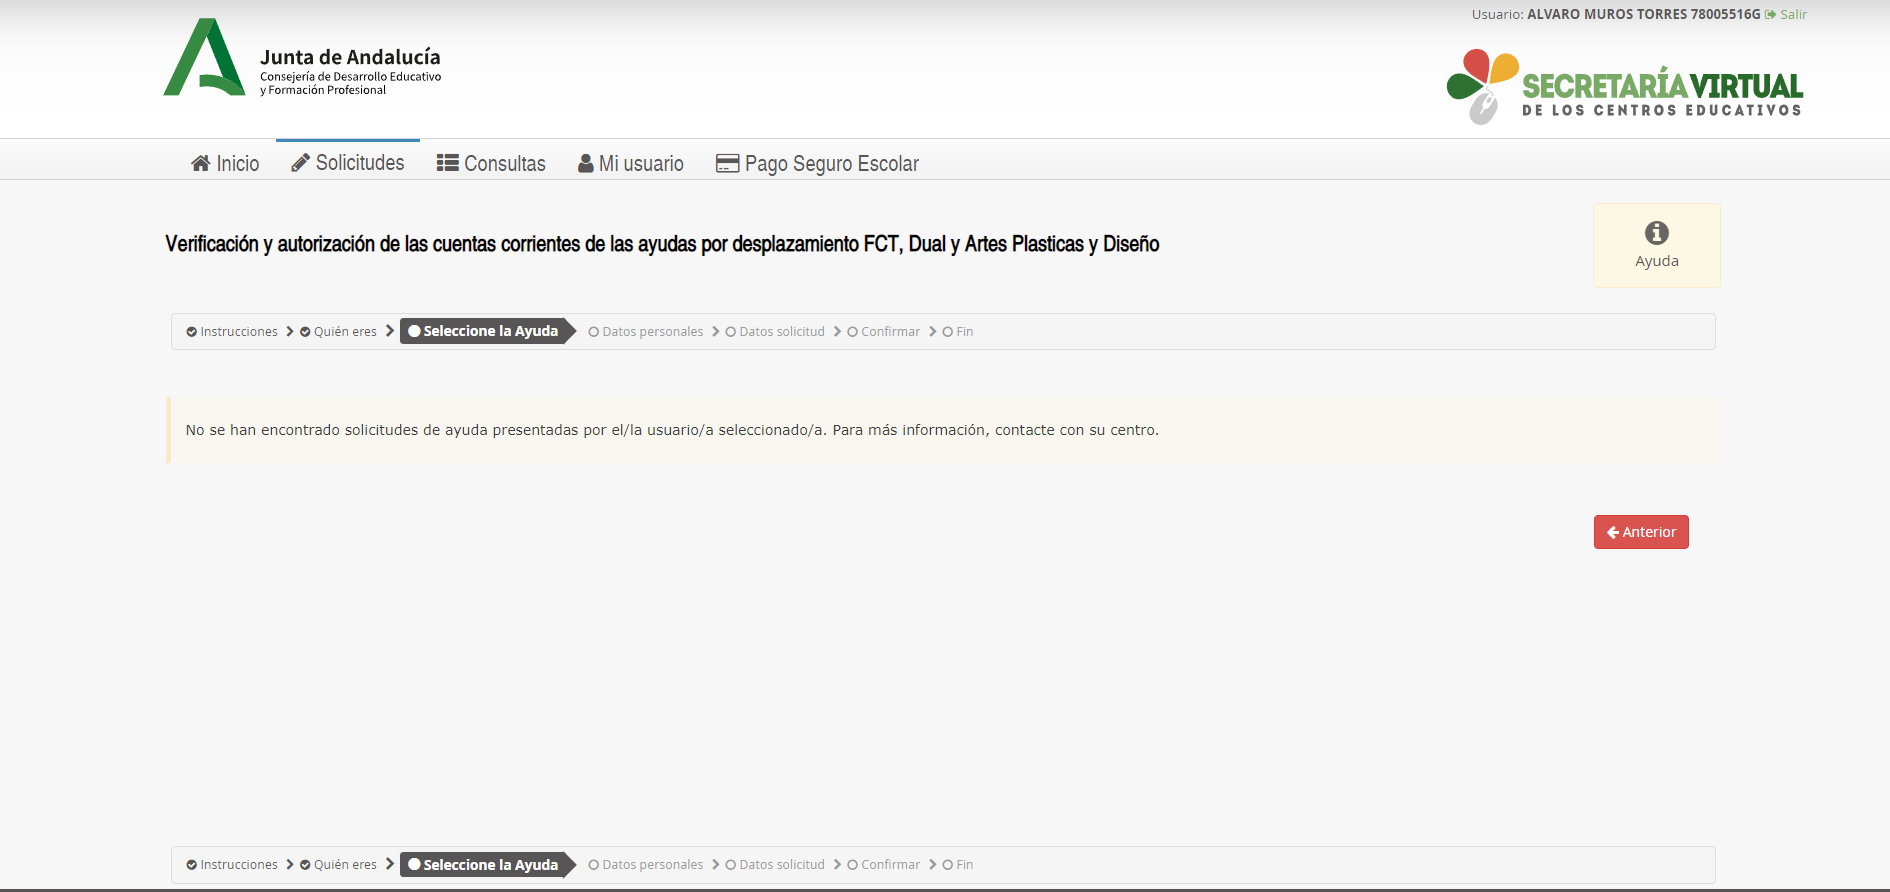 Usuario: ALVARO MUROS TORRES 78005516G Salir
Junta de Andalucía
Consejería de Desarrollo Educativo
y Formación Profesional
SECRETARÍA VIRTUAL
DE LOS CENTROS EDUCATIVOS
Inicio Solicitudes Consultas Mi usuario Pago Seguro Escolar
Verificación y autorización de las cuentas corrientes de las ayudas por desplazamiento FCT, Dual y Artes Plasticas y Diseño
Ayuda
Instrucciones Quién eres Seleccione la Ayuda Datos personales Datos solicitud Confirmar Fin
No se han encontrado solicitudes de ayuda presentadas por el/la usuario/a seleccionado/a. Para más información, contacte con su centro.
Anterior
Instrucciones Quién eres Seleccione la Ayuda Datos personales Datos solicitud Confirmar Fin